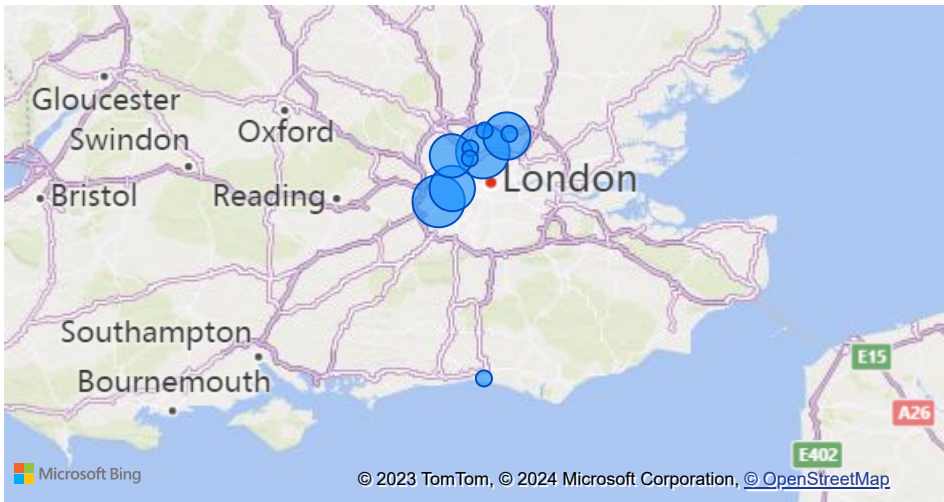 Gloucester
Swindon
Oxford
London
Bristol
Reading
Southampton
Bournemouth
E15
A26
E402
Microsoft Bing
© 2023 TomTom, © 2024 Microsoft Corporation, © OpenStreetMap